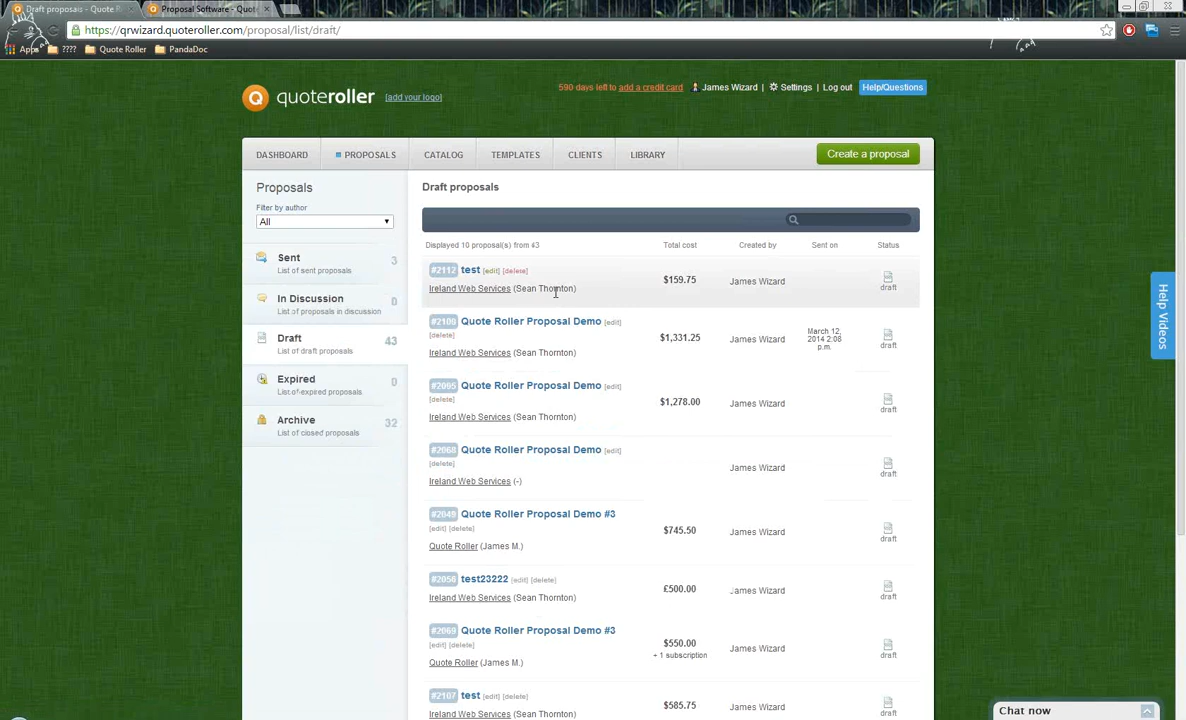 Draft proposals - Quote R
Proposal Software - Quot
https://qrwizard.quoteroller.com/proposal/list/draft/
Apps ???? Quote Roller PandaDoc
quoteroller [add your logo]
590 days left to add a credit card James Wizard | Settings | Log out Help/Questions
DASHBOARD PROPOSALS CATALOG TEMPLATES CLIENTS LIBRARY Create a proposal
Proposals
Filter by author
All
Sent 3
List of sent proposals
In Discussion 0
List of proposals in discussion
Draft 43
List of draft proposals
Expired 0
List of expired proposals
Archive 32
List of closed proposals
Draft proposals
Displayed 10 proposal(s) from 43 Total cost Created by Sent on Status
#2112 test [edit] [delete]
Ireland Web Services (Sean Thornton) $159.75 James Wizard draft
Quote Roller Proposal Demo [edit]
[delete]
Ireland Web Services (Sean Thornton) $1,331.25 James Wizard March 12, 2014 2:08 p.m. draft
Quote Roller Proposal Demo [edit]
[delete]
Ireland Web Services (Sean Thornton) $1,278.00 James Wizard draft
Quote Roller Proposal Demo [edit]
[delete]
Ireland Web Services (-) James Wizard draft
#2049 Quote Roller Proposal Demo #3
[edit] [delete]
Quote Roller (James M.) $745.50 James Wizard draft
test23222 [edit] [delete]
Ireland Web Services (Sean Thornton) £500.00 James Wizard draft
#2069 Quote Roller Proposal Demo #3
[edit] [delete]
Quote Roller (James M.) $550.00 + 1 subscription James Wizard draft
#2107 test [edit] [delete]
Ireland Web Services (Sean Thornton) $585.75 James Wizard draft
Help Videos
Chat now